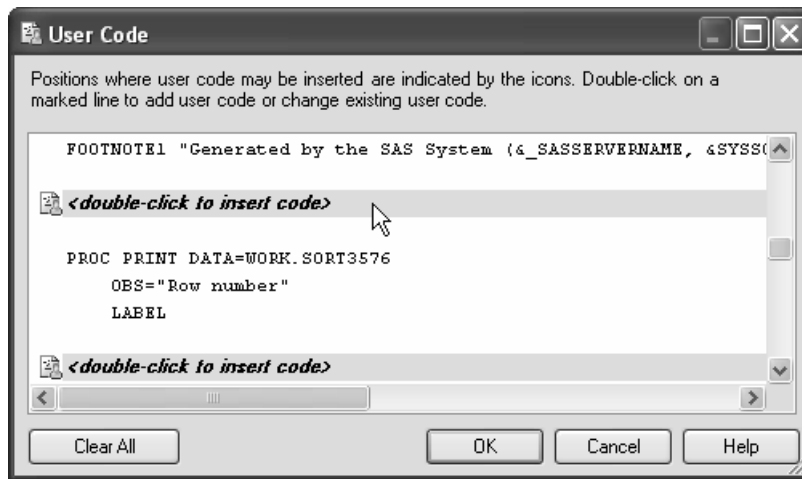 User Code
Positions where user code may be inserted are indicated by the icons. Double-click on a
marked line to add user code or change existing user code.
FOOTNOTE1 "Generated by the SAS System (&_SASSERVERNAME, &SYSSC
<double-click to insert code>
PROC PRINT DATA=WORK.SORT3576
OBS="Row number"
LABEL
<double-click to insert code>
Clear All OK Cancel Help